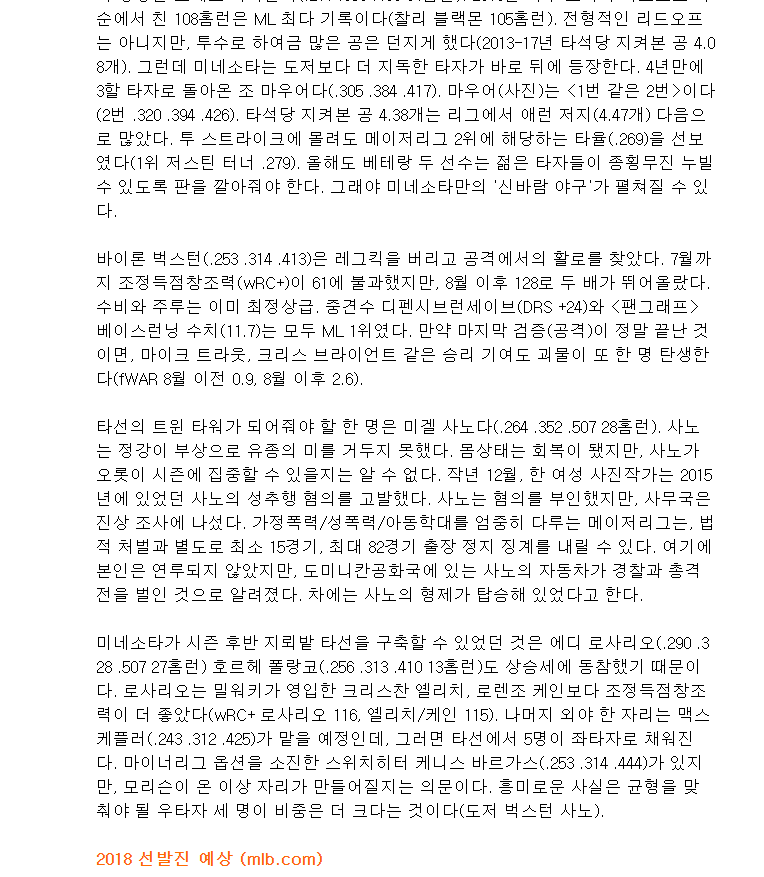 순에서 친 108홈런은 ML 최다 기록이다(찰리 블랙몬 105홈런). 전형적인 리드오프
는 아니지만, 투수로 하여금 많은 공은 던지게 했다(2013-17년 타석당 지켜본 공 4.0
8개). 그런데 미네소타는 도저보다 더 지독한 타자가 바로 뒤에 등장한다. 4년만에
3할 타자로 돌아온 조 마우어다(.305 .384 .417). 마우어(사진)는 <1번 같은 2번>이다
(2번 .320 .394 .426). 타석당 지켜본 공 4.38개는 리그에서 애런 저지(4.47개) 다음으
로 많았다. 투 스트라이크에 몰려도 메이저리그 2위에 해당하는 타율(.269)을 선보
였다(1위 저스틴 터너 .279). 올해도 베테랑 두 선수는 젊은 타자들이 종횡무진 누빌
수 있도록 판을 깔아줘야 한다. 그래야 미네소타만의 '신바람 야구'가 펼쳐질 수 있
다.
바이론 벅스턴(.253 .314 .413)은 레그킥을 버리고 공격에서의 활로를 찾았다. 7월까
지 조정득점창조력(wRC+)이 61에 불과했지만, 8월 이후 128로 두 배가 뛰어올랐다.
수비와 주루는 이미 최정상급. 중견수 디펜시브런세이브(DRS +24)와 <팬그래프>
베이스런닝 수치(11.7)는 모두 ML 1위였다. 만약 마지막 검증(공격)이 정말 끝난 것
이면, 마이크 트라웃, 크리스 브라이언트 같은 승리 기여도 괴물이 또 한 명 탄생한
다(fWAR 8월 이전 0.9, 8월 이후 2.6).
타선의 트윈 타워가 되어줘야 할 한 명은 미겔 사노다(.264 .352 .507 28홈런). 사노
는 정강이 부상으로 유종의 미를 거두지 못했다. 몸상태는 회복이 됐지만, 사노가
오롯이 시즌에 집중할 수 있을지는 알 수 없다. 작년 12월, 한 여성 사진작가는 2015
년에 있었던 사노의 성추행 혐의를 고발했다. 사노는 혐의를 부인했지만, 사무국은
진상 조사에 나섰다. 가정폭력/성폭력/아동학대를 엄중히 다루는 메이저리그는, 법
적 처벌과 별도로 최소 15경기, 최대 82경기 출장 정지 징계를 내릴 수 있다. 여기에
본인은 연루되지 않았지만, 도미니칸공화국에 있는 사노의 자동차가 경찰과 총격
전을 벌인 것으로 알려졌다. 차에는 사노의 형제가 탑승해 있었다고 한다.
미네소타가 시즌 후반 지뢰밭 타선을 구축할 수 있었던 것은 에디 로사리오(.290 .3
28 .507 27홈런) 호르헤 폴랑코(.256 .313 .410 13홈런)도 상승세에 동참했기 때문이
다. 로사리오는 밀워키가 영입한 크리스찬 옐리치, 로렌조 케인보다 조정득점창조
력이 더 좋았다(wRC+ 로사리오 116, 옐리치/케인 115). 나머지 외야 한 자리는 맥스
케플러(.243 .312 .425)가 맡을 예정인데, 그러면 타선에서 5명이 좌타자로 채워진
다. 마이너리그 옵션을 소진한 스위치히터 케니스 바르가스(.253 .314 .444)가 있지
만, 모리슨이 온 이상 자리가 만들어질지는 의문이다. 흥미로운 사실은 균형을 맞
춰야 될 우타자 세 명이 비중은 더 크다는 것이다(도저 벅스턴 사노).
2018 선발진 예상 (mlb.com)